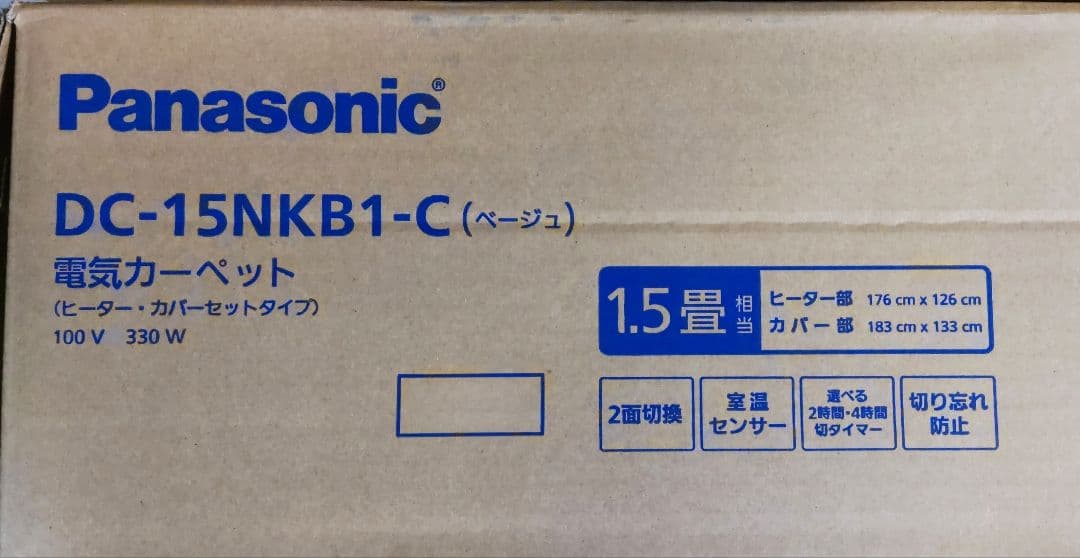 Panasonic®
DC-15NKB1-C(ベージュ)
電気カーペット
(ヒーター・カバーセットタイプ)
100 V 330 W
1.5畳相当
ヒーター部 176 cm x 126 cm
カバー部 183 cm x 133 cm
2面切換
室温
センサー
選べる
2時間・4時間
切タイマー
切り忘れ
防止